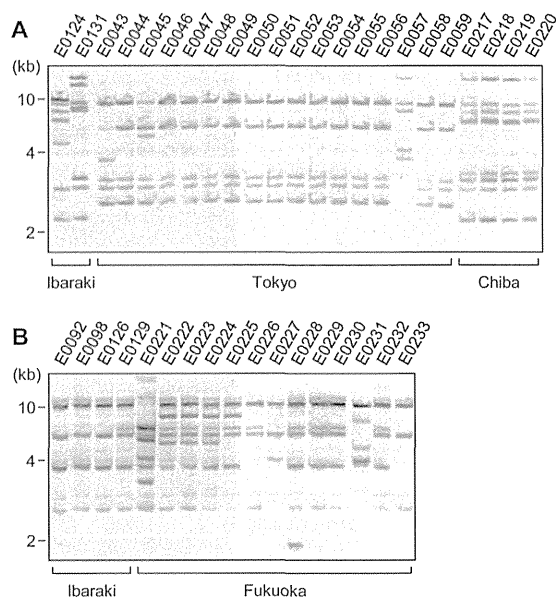 A
E0124 E0131 E0043 E0044 E0045 E0046 E0047 E0048 E0049 E0050 E0051 E0052 E0053 E0054 E0055 E0056 E0057 E0058 E0059 E0217 E0218 E0219 E0220
(kb)
10
4
2
Ibaraki Tokyo Chiba
B
E0092 E0098 E0126 E0129 E0221 E0222 E0223 E0224 E0225 E0226 E0227 E0228 E0229 E0230 E0231 E0232 E0233
(kb)
10
4
2
Ibaraki Fukuoka